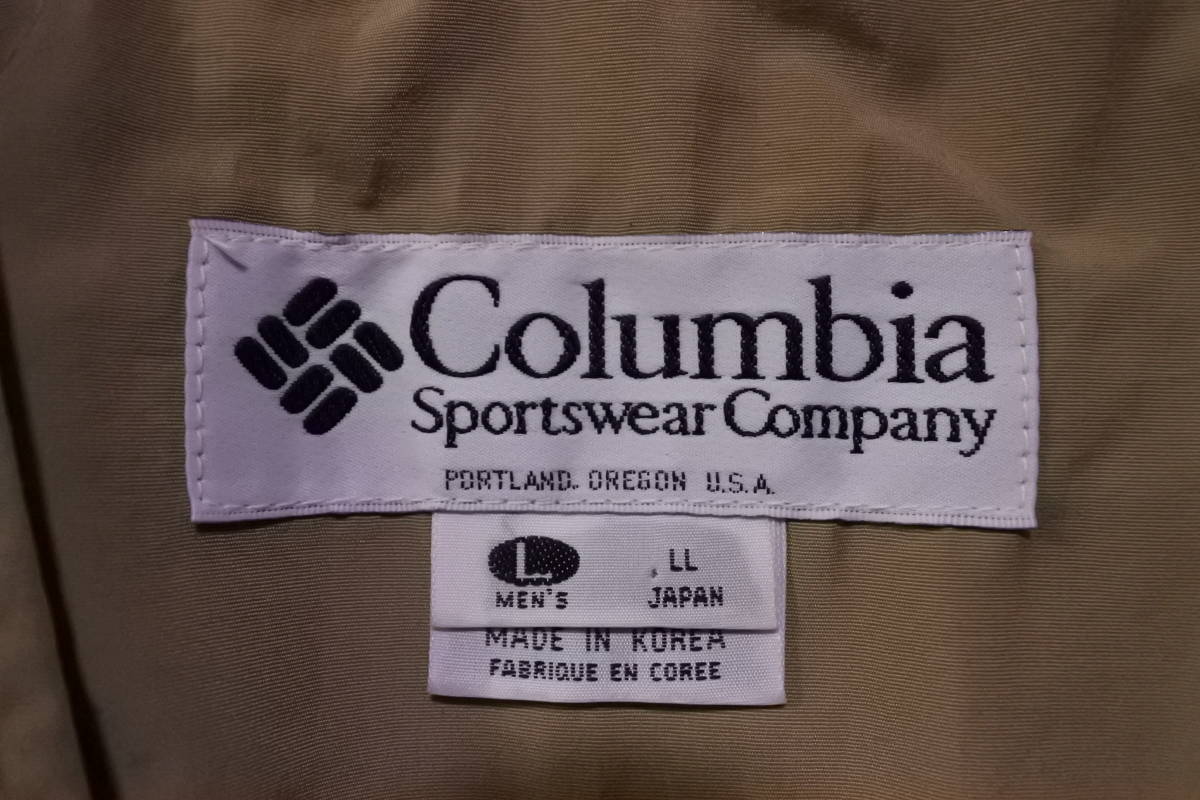 Columbia
Sportswear Company
PORTLAND. OREGON U.S.A.
L LL
MEN'S JAPAN
MADE IN KOREA
FABRIQUE EN COREE